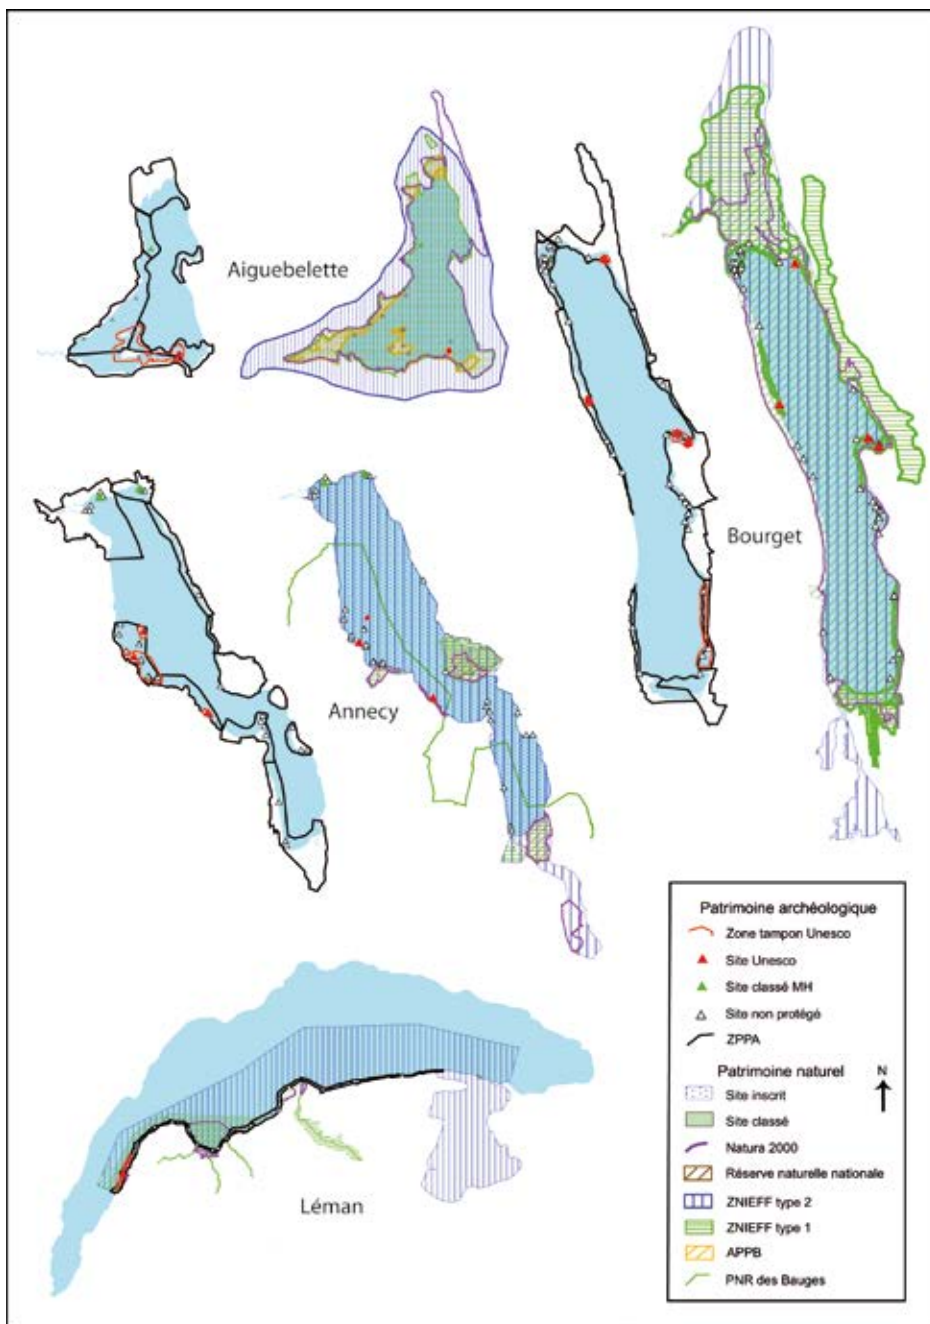 Aiguebelette
Bourget
Annecy
Léman
Patrimoine archéologique
Zone tampon Unesco
Site Unesco
Site classé MH
Site non protégé
ZPPA
Patrimoine naturel
N
Site inscrit
Site classé
Natura 2000
Réserve naturelle nationale
ZNIEFF type 2
ZNIEFF type 1
APPB
PNR des Bauges